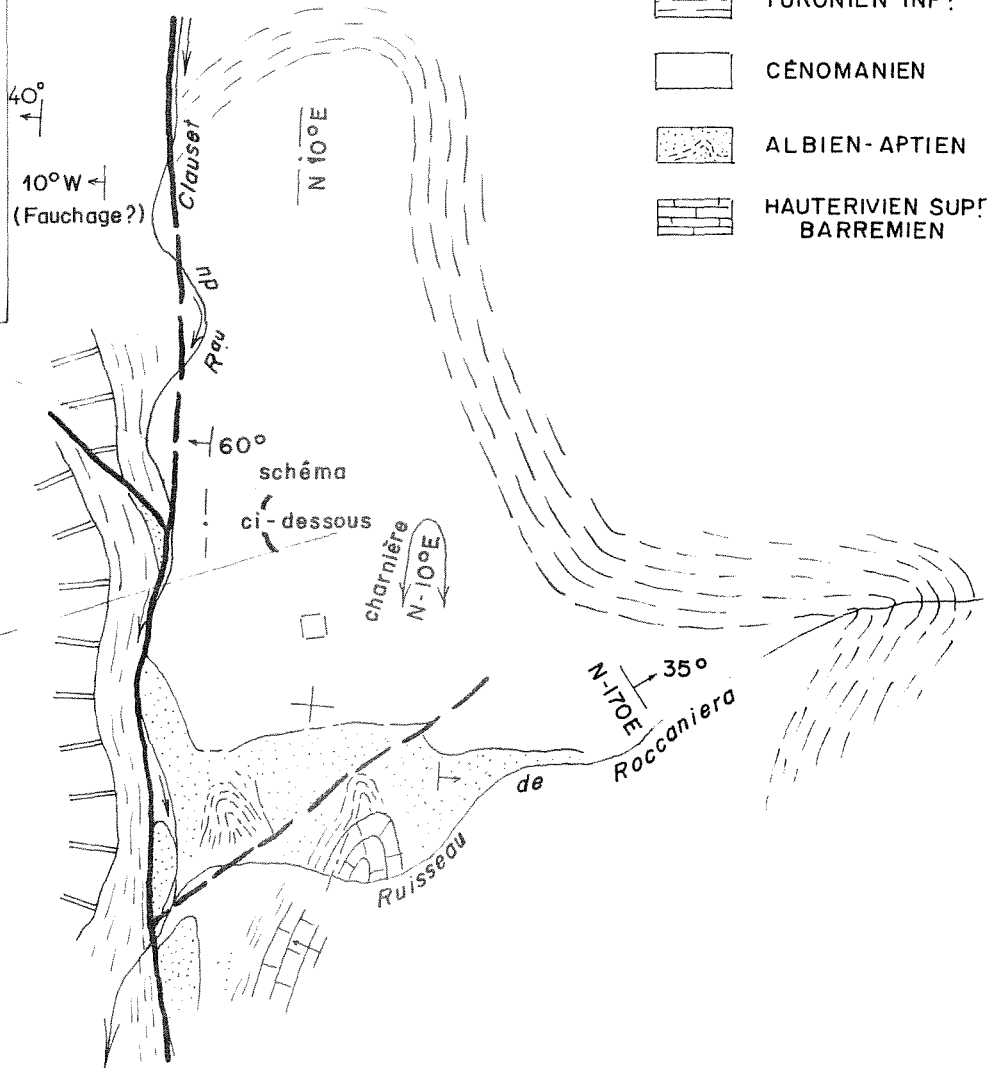 TURONIEN INFr
CÉNOMANIEN
ALBIEN-APTIEN
HAUTERIVIEN SUPr
BARREMIEN
40°
10°W
(Fauchage?)
Clauset
du
Rau
N 10°E
60°
schéma
ci-dessous
charnière
N-10°E
N-170E
35°
Ruisseau
de
Roccaniera